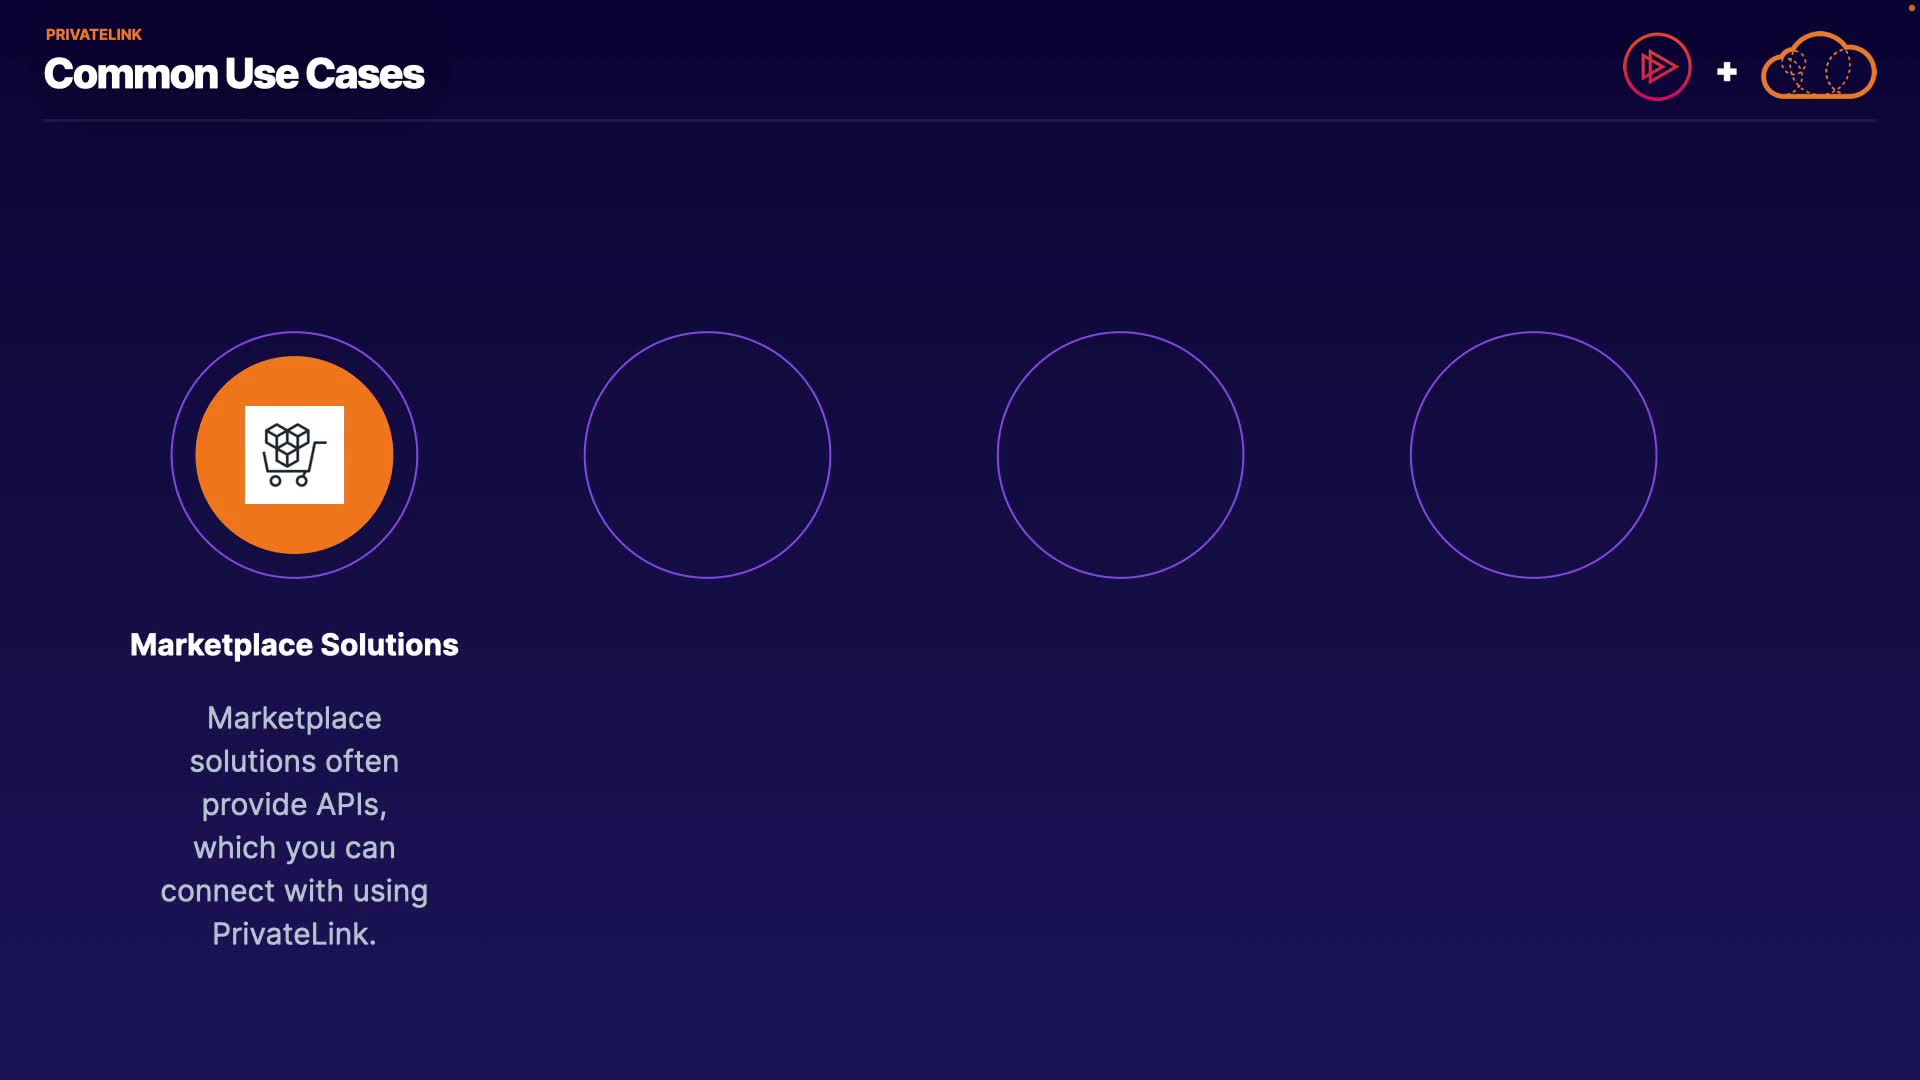 PRIVATELINK
Common Use Cases
Marketplace Solutions
Marketplace
solutions often
provide APIs,
which you can
connect with using
PrivateLink.